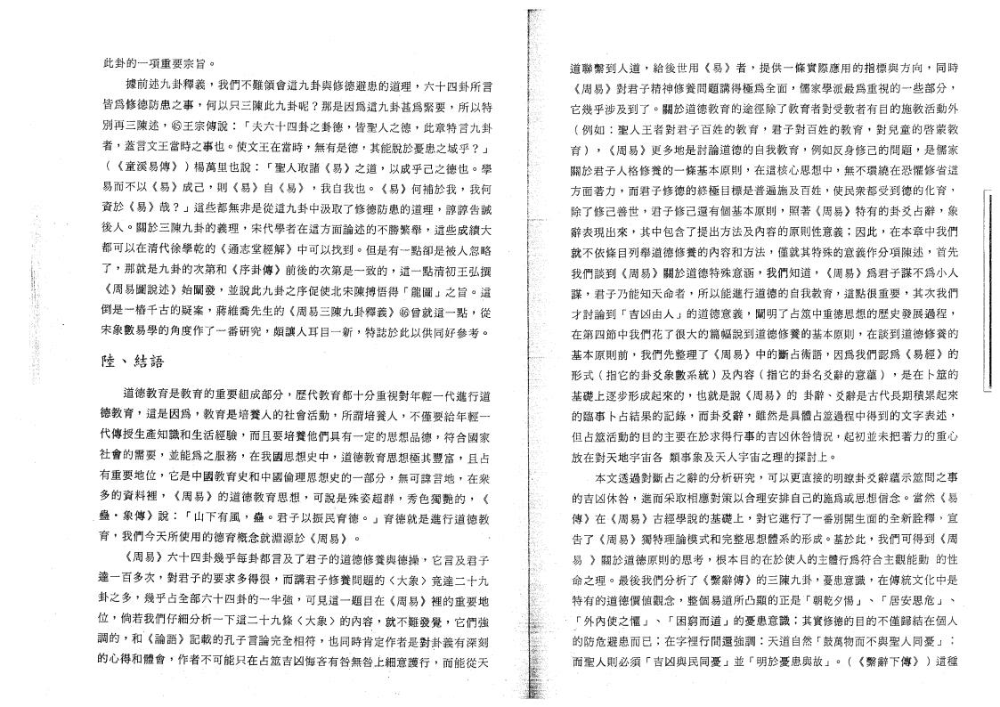 此卦的一項重要宗旨。
據前述九卦釋義，我們不難領會這九卦與修德避患的道理，六十四卦所言
皆爲修德防患之事，何以只三陳此九卦呢？那是因爲這九卦甚爲緊要，所以特
別再三陳述，㊺王宗傳說：「夫六十四卦之卦德，皆聖人之德，此章特言九卦
者，蓋言文王當時之事也。使文王在當時，無有是德，其能脫於憂患之域乎？」
（《童溪易傳》）楊萬里也說：「聖人取諸《易》之道，以成乎己之德也。學
易而不以《易》成己，則《易》自《易》，我自我也。《易》何補於我，我何
資於《易》哉？」這些都無非是從這九卦中汲取了修德防患的道理，諄諄告誡
後人。關於三陳九卦的義理，宋代學者在這方面論述的不勝繁舉，這些成績大
都可以在清代徐學乾的《通志堂經解》中可以找到。但是有一點卻是被人忽略
了，那就是九卦的次第和《序卦傳》前後的次第是一致的，這一點清初王弘撰
《周易圖說述》始闡發，並說此九卦之序促使北宋陳摶悟得「龍圖」之旨。這
倒是一樁千古的疑案，蔣維喬先生的《周易三陳九卦釋義》㊻曾就這一點，從
宋象數易學的角度作了一番研究，頗讓人耳目一新，特誌於此以供同好參考。
陸、結語
道德教育是教育的重要組成部分，歷代教育都十分重視對年輕一代進行道
德教育，這是因爲，教育是培養人的社會活動，所謂培養人，不僅要給年輕一
代傳授生產知識和生活經驗，而且要培養他們具有一定的思想品德，符合國家
社會的需要，並能爲之服務，在我國思想史中，道德教育思想極其豐富，且占
有重要地位，它是中國教育史和中國倫理思想史的一部分，無可諱言地，在衆
多的資料裡，《周易》的道德教育思想，可說是殊姿超群，秀色獨艷的，《
蠱·象傳》說：「山下有風，蠱。君子以振民育德。」育德就是進行道德教
育，我們今天所使用的德育概念就淵源於《周易》。
《周易》六十四卦幾乎每卦都言及了君子的道德修養與德操，它言及君子
達一百多次，對君子的要求多得很，而講君子修養問題的〈大象〉竟達二十九
卦之多，幾乎占全部六十四卦的一半強，可見這一題目在《周易》裡的重要地
位，倘若我們仔細分析一下這二十九條〈大象〉的內容，就不難發覺，它們強
調的，和《論語》記載的孔子言論完全相符，也同時肯定作者是對卦義有深刻
的心得和體會，作者不可能只在占筮吉凶悔吝有咎無咎上細意護行，而能從天
道聯繫到人道，給後世用《易》者，提供一條實際應用的指標與方向，同時
《周易》對君子精神修養問題講得極爲全面，儒家學派最爲重視的一些部分，
它幾乎涉及到了。關於道德教育的途徑除了教育者對受教者有目的施教活動外
（例如：聖人王者對君子百姓的教育，君子對百姓的教育，對兒童的啓蒙教
育），《周易》更多地是討論道德的自我教育，例如反身修己的問題，是儒家
關於君子人格修養的一條基本原則，在這核心思想中，無不環繞在恐懼修省這
方面著力，而君子修德的終極目標是普遍施及百姓，使民衆都受到德的化育，
除了修己善世，君子修己還有個基本原則，照著《周易》特有的卦爻占辭，象
辭表現出來，其中包含了提出方法及內容的原則性意義；因此，在本章中我們
就不依條目列舉道德修養的內容和方法，僅就其特殊的意義作分項陳述，首先
我們談到《周易》關於道德特殊意涵，我們知道，《周易》爲君子謀不爲小人
謀，君子乃能知天命者，所以能進行道德的自我教育，這點很重要，其次我們
才討論到「吉凶由人」的道德意義，闡明了占筮中重德思想的歷史發展過程，
在第四節中我們花了很大的篇幅說到道德修養的基本原則，在談到道德修養的
基本原則前，我們先整理了《周易》中的斷占術語，因爲我們認爲《易經》的
形式（指它的卦爻象數系統）及內容（指它的卦名爻辭的意蘊），是在卜筮的
基礎上逐步形成起來的，也就是說《周易》的 卦辭、爻辭是古代長期積累起來
的臨事卜占結果的記錄，而卦爻辭，雖然是具體占筮過程中得到的文字表述，
但占筮活動的目的主要在於求得行事的吉凶休咎情況，起初並未把著力的重心
放在對天地宇宙各 類事象及天人宇宙之理的探討上。
本文透過對斷占之辭的分析研究，可以更直接的明瞭卦爻辭蘊示筮問之事
的吉凶休咎，進而采取相應對策以合理安排自己的施爲或思想信念。當然《易
傳》在《周易》古經學說的基礎上，對它進行了一番別開生面的全新詮釋，宣
告了《周易》獨特理論模式和完整思想體系的形成。基於此，我們可得到《周
易 》關於道德原則的思考，根本目的在於使人的主體行爲符合主觀能動 的性
命之理。最後我們分析了《繫辭傳》的三陳九卦，憂患意識，在傳統文化中是
特有的道德價値觀念，整個易道所凸顯的正是「朝乾夕惕」、「居安思危」、
「外內使之懼」、「困窮而道」的憂患意識；其實修德的目的不僅歸結在個人
的防危避患而已；在字裡行間還強調：天道自然「鼓萬物而不與聖人同憂」；
而聖人則必須「吉凶與民同憂」並「明於憂患與故」。（《繫辭下傳》）這種